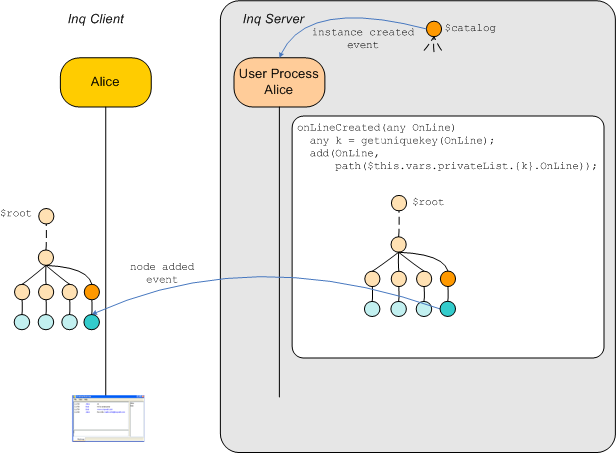 Inq Client
Inq Server
instance created
event
$catalog
Alice
User Process
Alice
onLineCreated(any OnLine)
any k = getuniquekey(OnLine);
add(OnLine,
path($this.vars.privateList.{k}.OnLine));
$root
$root
node added
event